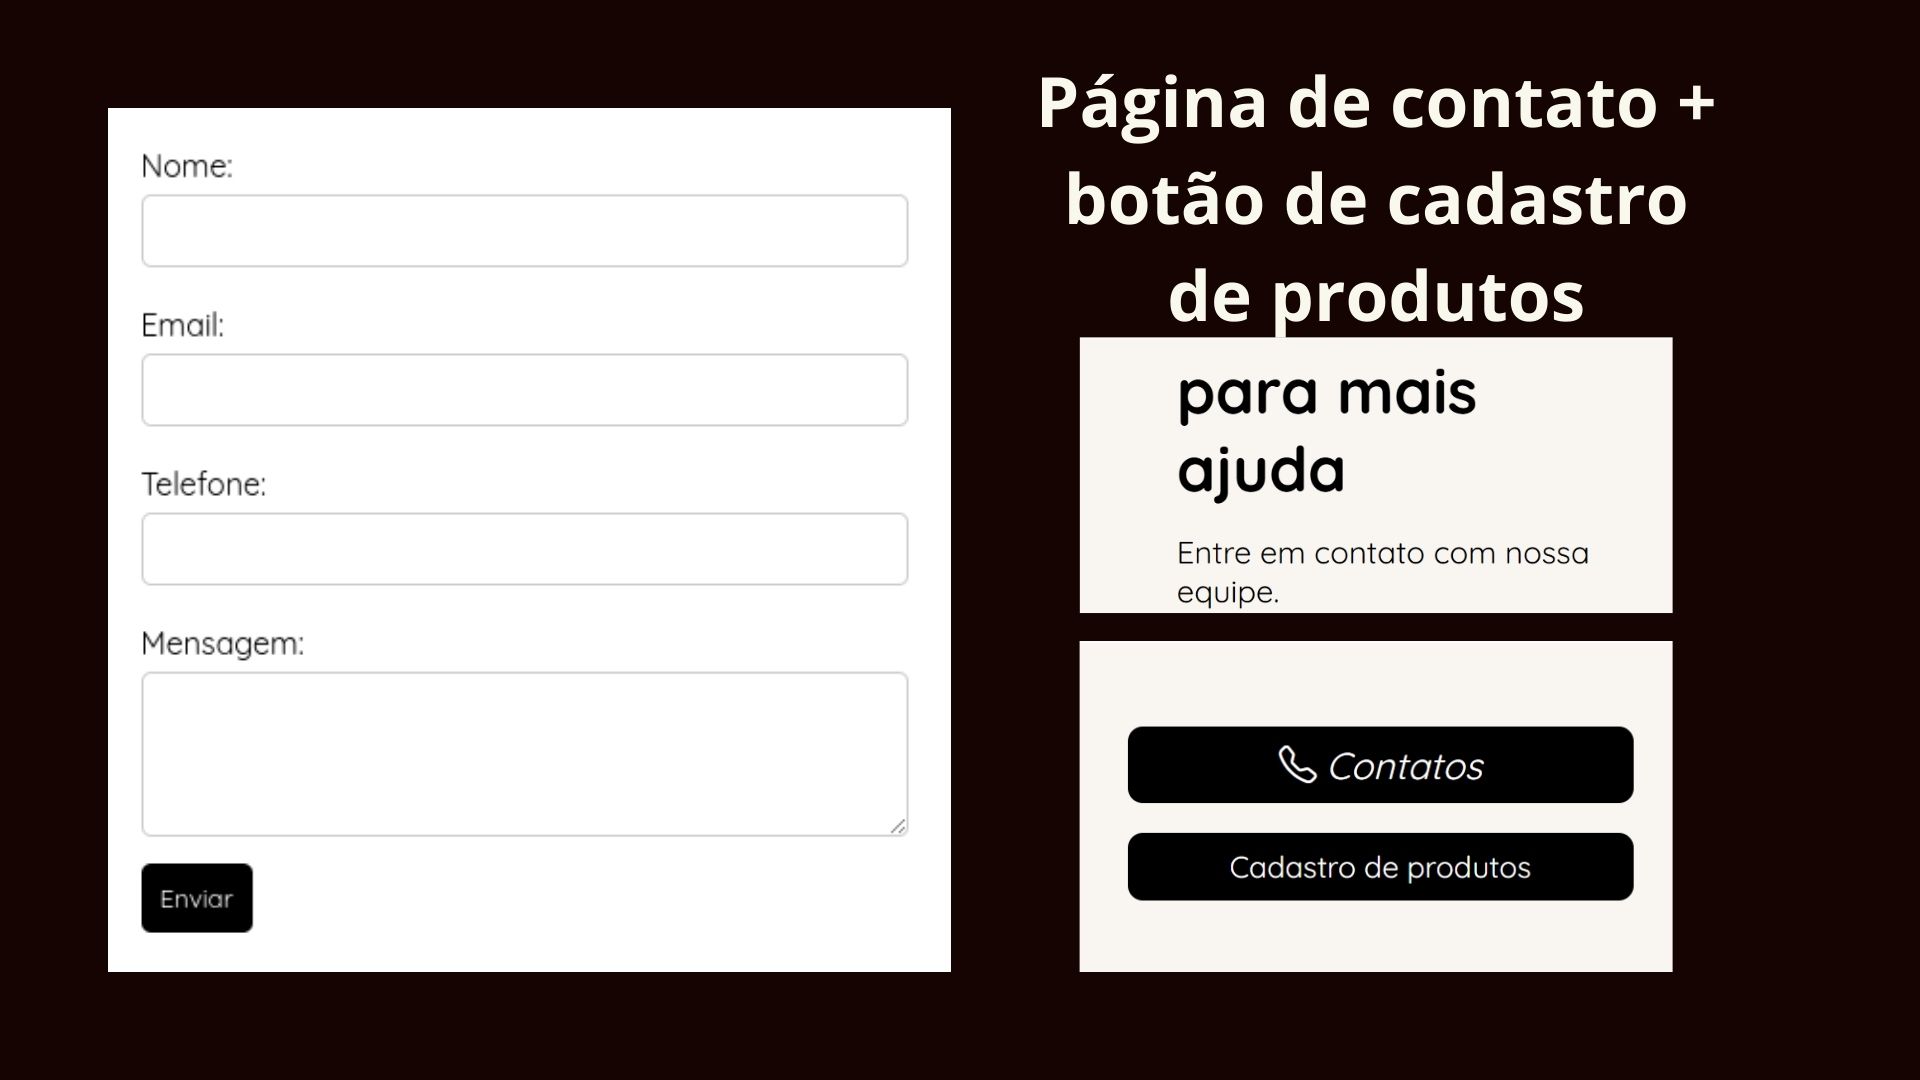 Nome:
Email:
Telefone:
Mensagem:
Enviar
Página de contato +
botão de cadastro
de produtos
para mais
ajuda
Entre em contato com nossa
equipe.
Contatos
Cadastro de produtos